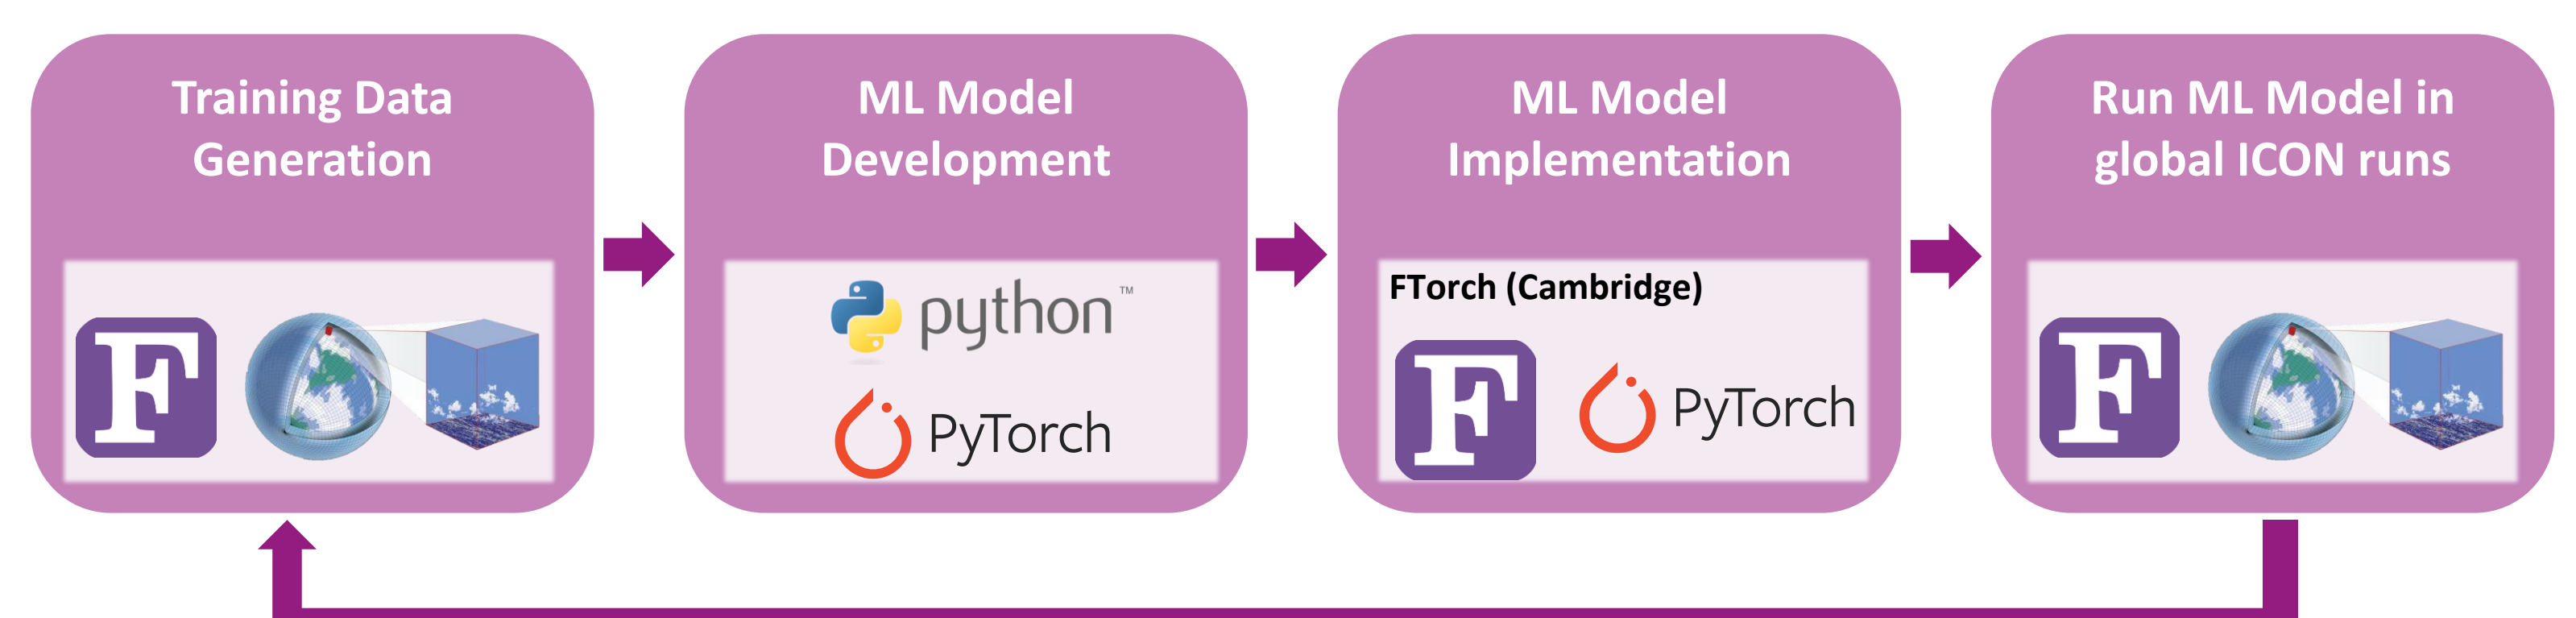 Training Data
Generation
F
ML Model
Development
python™
PyTorch
ML Model
Implementation
FTorch (Cambridge)
F
PyTorch
Run ML Model in
global ICON runs
F